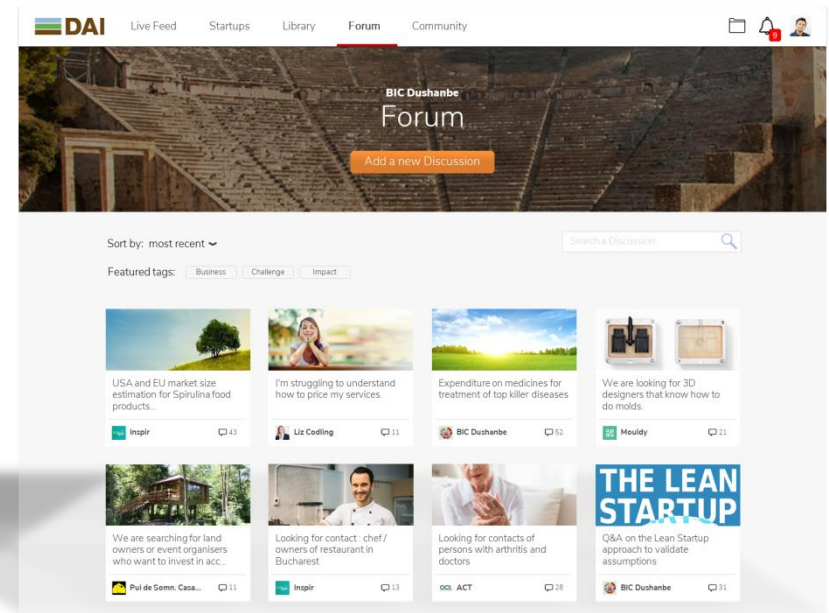 DAI
Live Feed
Startups
Library
Forum
Community
9
BIC Dushanbe
Forum
Add a new Discussion
Sort by: most recent
Search a Discussion
Featured tags:
Business
Challenge
Impact
USA and EU market size
estimation for Spirulina food
products...
Inspir
43
I'm struggling to understand
how to price my services
Liz Codling
11
Expenditure on medicines for
treatment of top killer diseases
BIC Dushanbe
52
We are looking for 3D
designers that know how to
do molds.
Mouldy
21
We are searching for land
owners or event organisers
who want to invest in acc...
Pui de Somn. Casa...
11
Looking for contact : chef /
owners of restaurant in
Bucharest
Inspir
13
Looking for contacts of
persons with arthritis and
doctors
ACT
28
THE LEAN
STARTUP
Q&A on the Lean Startup
approach to validate
assumptions
BIC Dushanbe
31